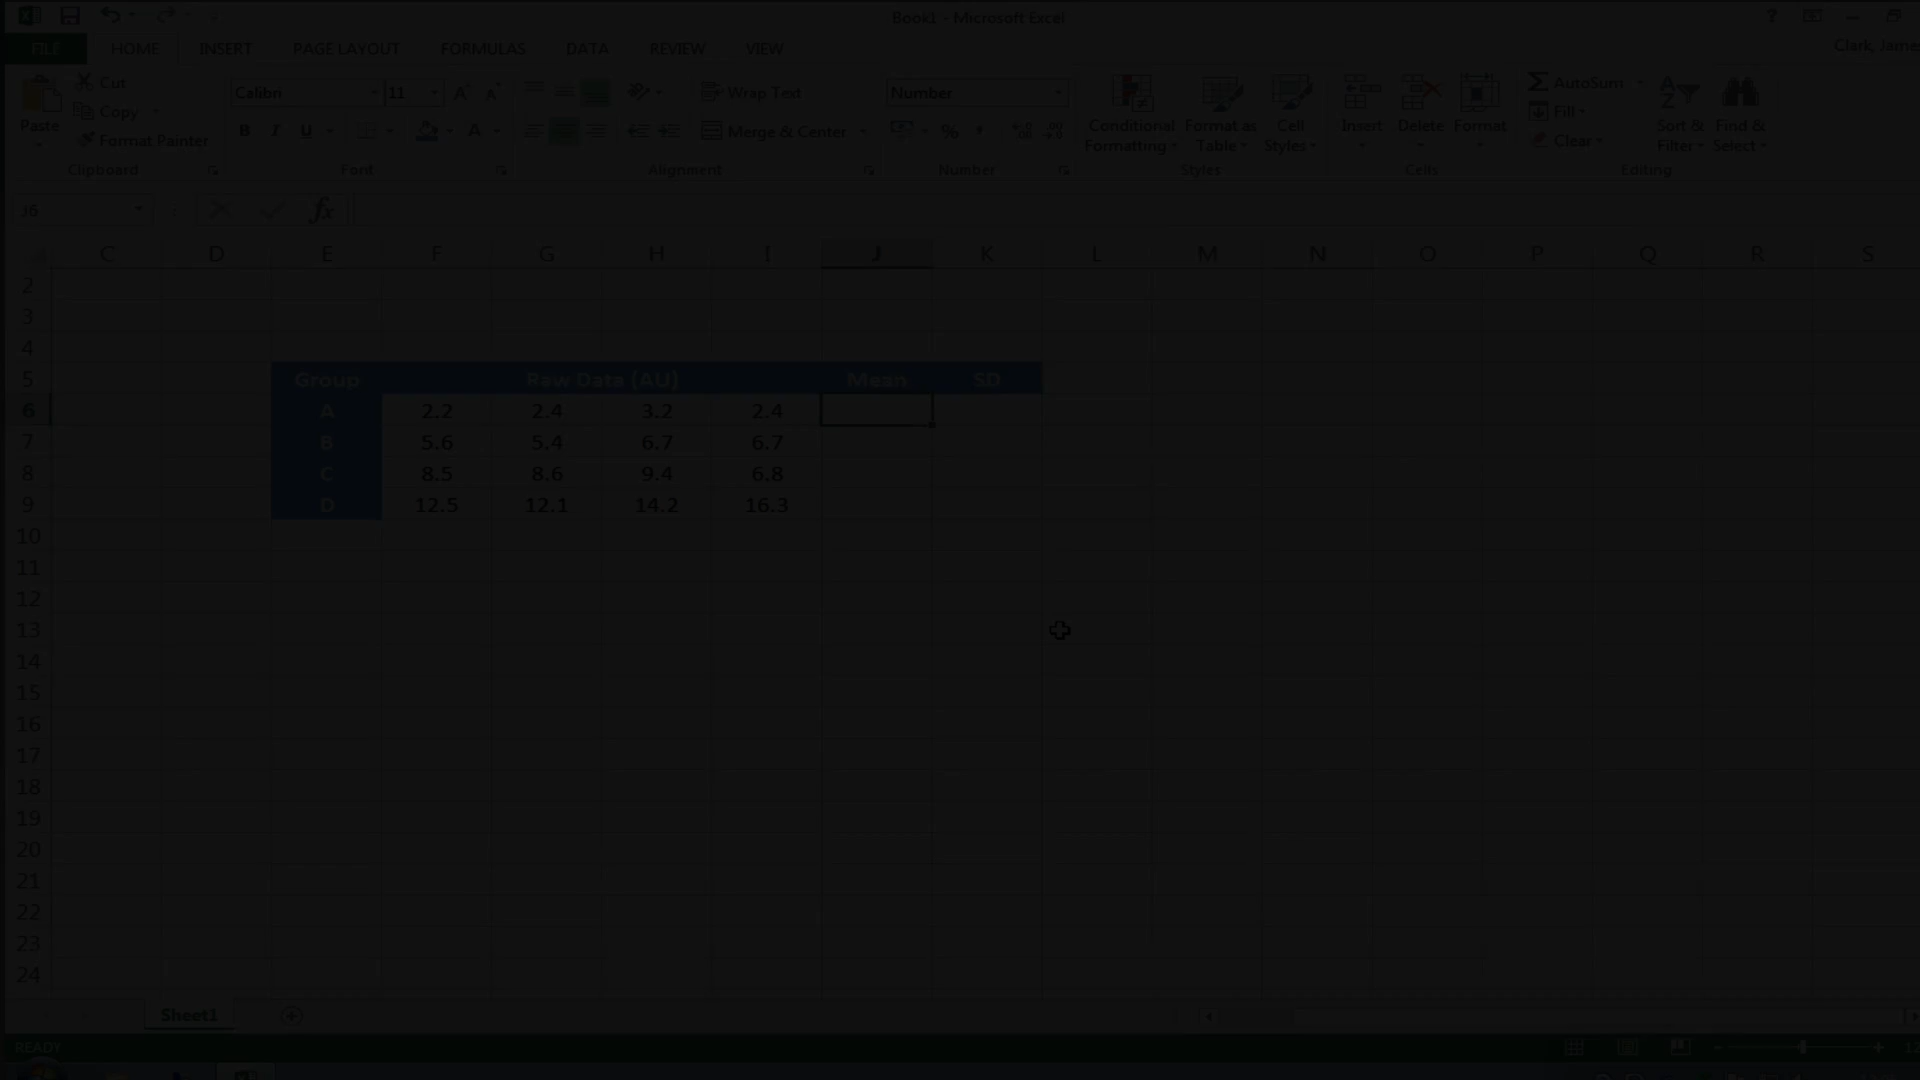 Book1 - Microsoft Excel
?
FILE HOME INSERT PAGE LAYOUT FORMULAS DATA REVIEW VIEW
Clark, Jame
Paste
Cut
Copy
Format Painter
Clipboard
Calibri 11
A A
B I U A
Font
Wrap Text
Merge & Center
Alignment
Number
%
Number
Conditional Formatting
Format as Table
Cell Styles
Styles
Insert Delete Format
Cells
AutoSum
Fill
Clear
Sort & Filter
Find & Select
Editing
J6 fx
C D E F G H I J K L M N O P Q R S
2
3
4
5 Group Raw Data (AU) Mean SD
6 A 2.2 2.4 3.2 2.4
7 B 5.6 5.4 6.7 6.7
8 C 8.5 8.6 9.4 6.8
9 D 12.5 12.1 14.2 16.3
10
11
12
13
14
15
16
17
18
19
20
21
22
23
24
Sheet1
READY